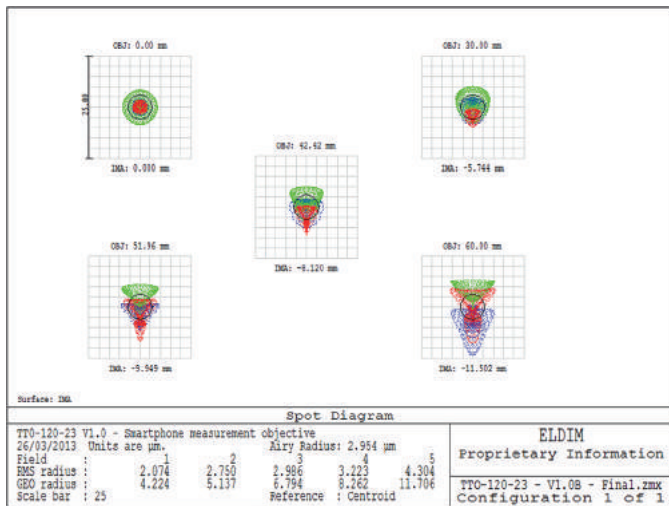 OBJ: 0.00 mm
OBJ: 30.00 mm
25.00
OBJ: 42.42 mm
IMA: 0.000 mm
IMA: -5.744 mm
OBJ: 51.96 mm
OBJ: 60.00 mm
IMA: -8.120 mm
IMA: -9.949 mm
IMA: -11.502 mm
Surface: IMA
Spot Diagram
TTO-120-23 V1.0 - Smartphone measurement objective
26/03/2013 Units are µm. Airy Radius: 2.954 µm
Field : 1 2 3 4 5
RMS radius : 2.074 2.750 2.986 3.223 4.304
GEO radius : 4.224 5.137 6.794 8.262 11.706
Scale bar : 25 Reference : Centroid
ELDIM
Proprietary Information
TTO-120-23 - V1.0B - Final.zmx
Configuration 1 of 1